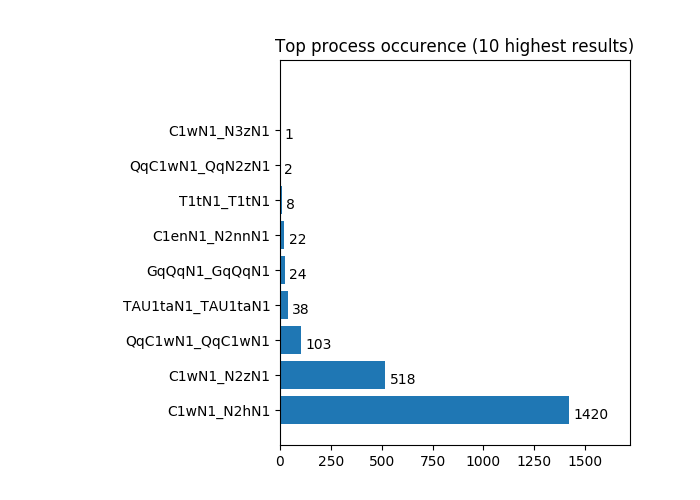 Top process occurence (10 highest results)
C1wN1_N3zN1 1
QqC1wN1_QqN2zN1 2
T1tN1_T1tN1 8
C1enN1_N2nnN1 22
GqQqN1_GqQqN1 24
TAU1taN1_TAU1taN1 38
QqC1wN1_QqC1wN1 103
C1wN1_N2zN1 518
C1wN1_N2hN1 1420
0 250 500 750 1000 1250 1500